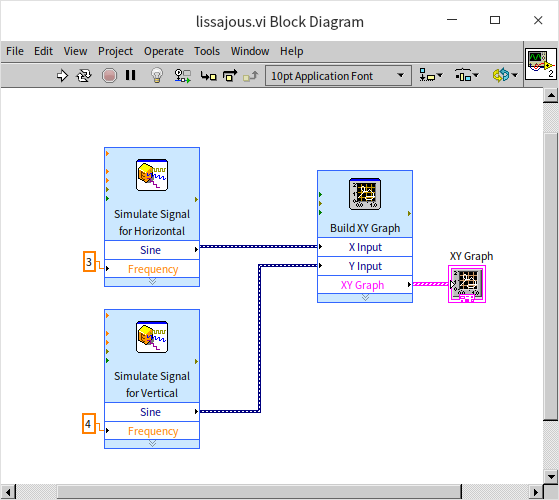 lissajous.vi Block Diagram
File Edit View Project Operate Tools Window Help
10pt Application Font
2
Simulate Signal
for Horizontal
Sine
3
Frequency
Build XY Graph
X Input
Y Input
XY Graph
XY Graph
Simulate Signal
for Vertical
Sine
4
Frequency